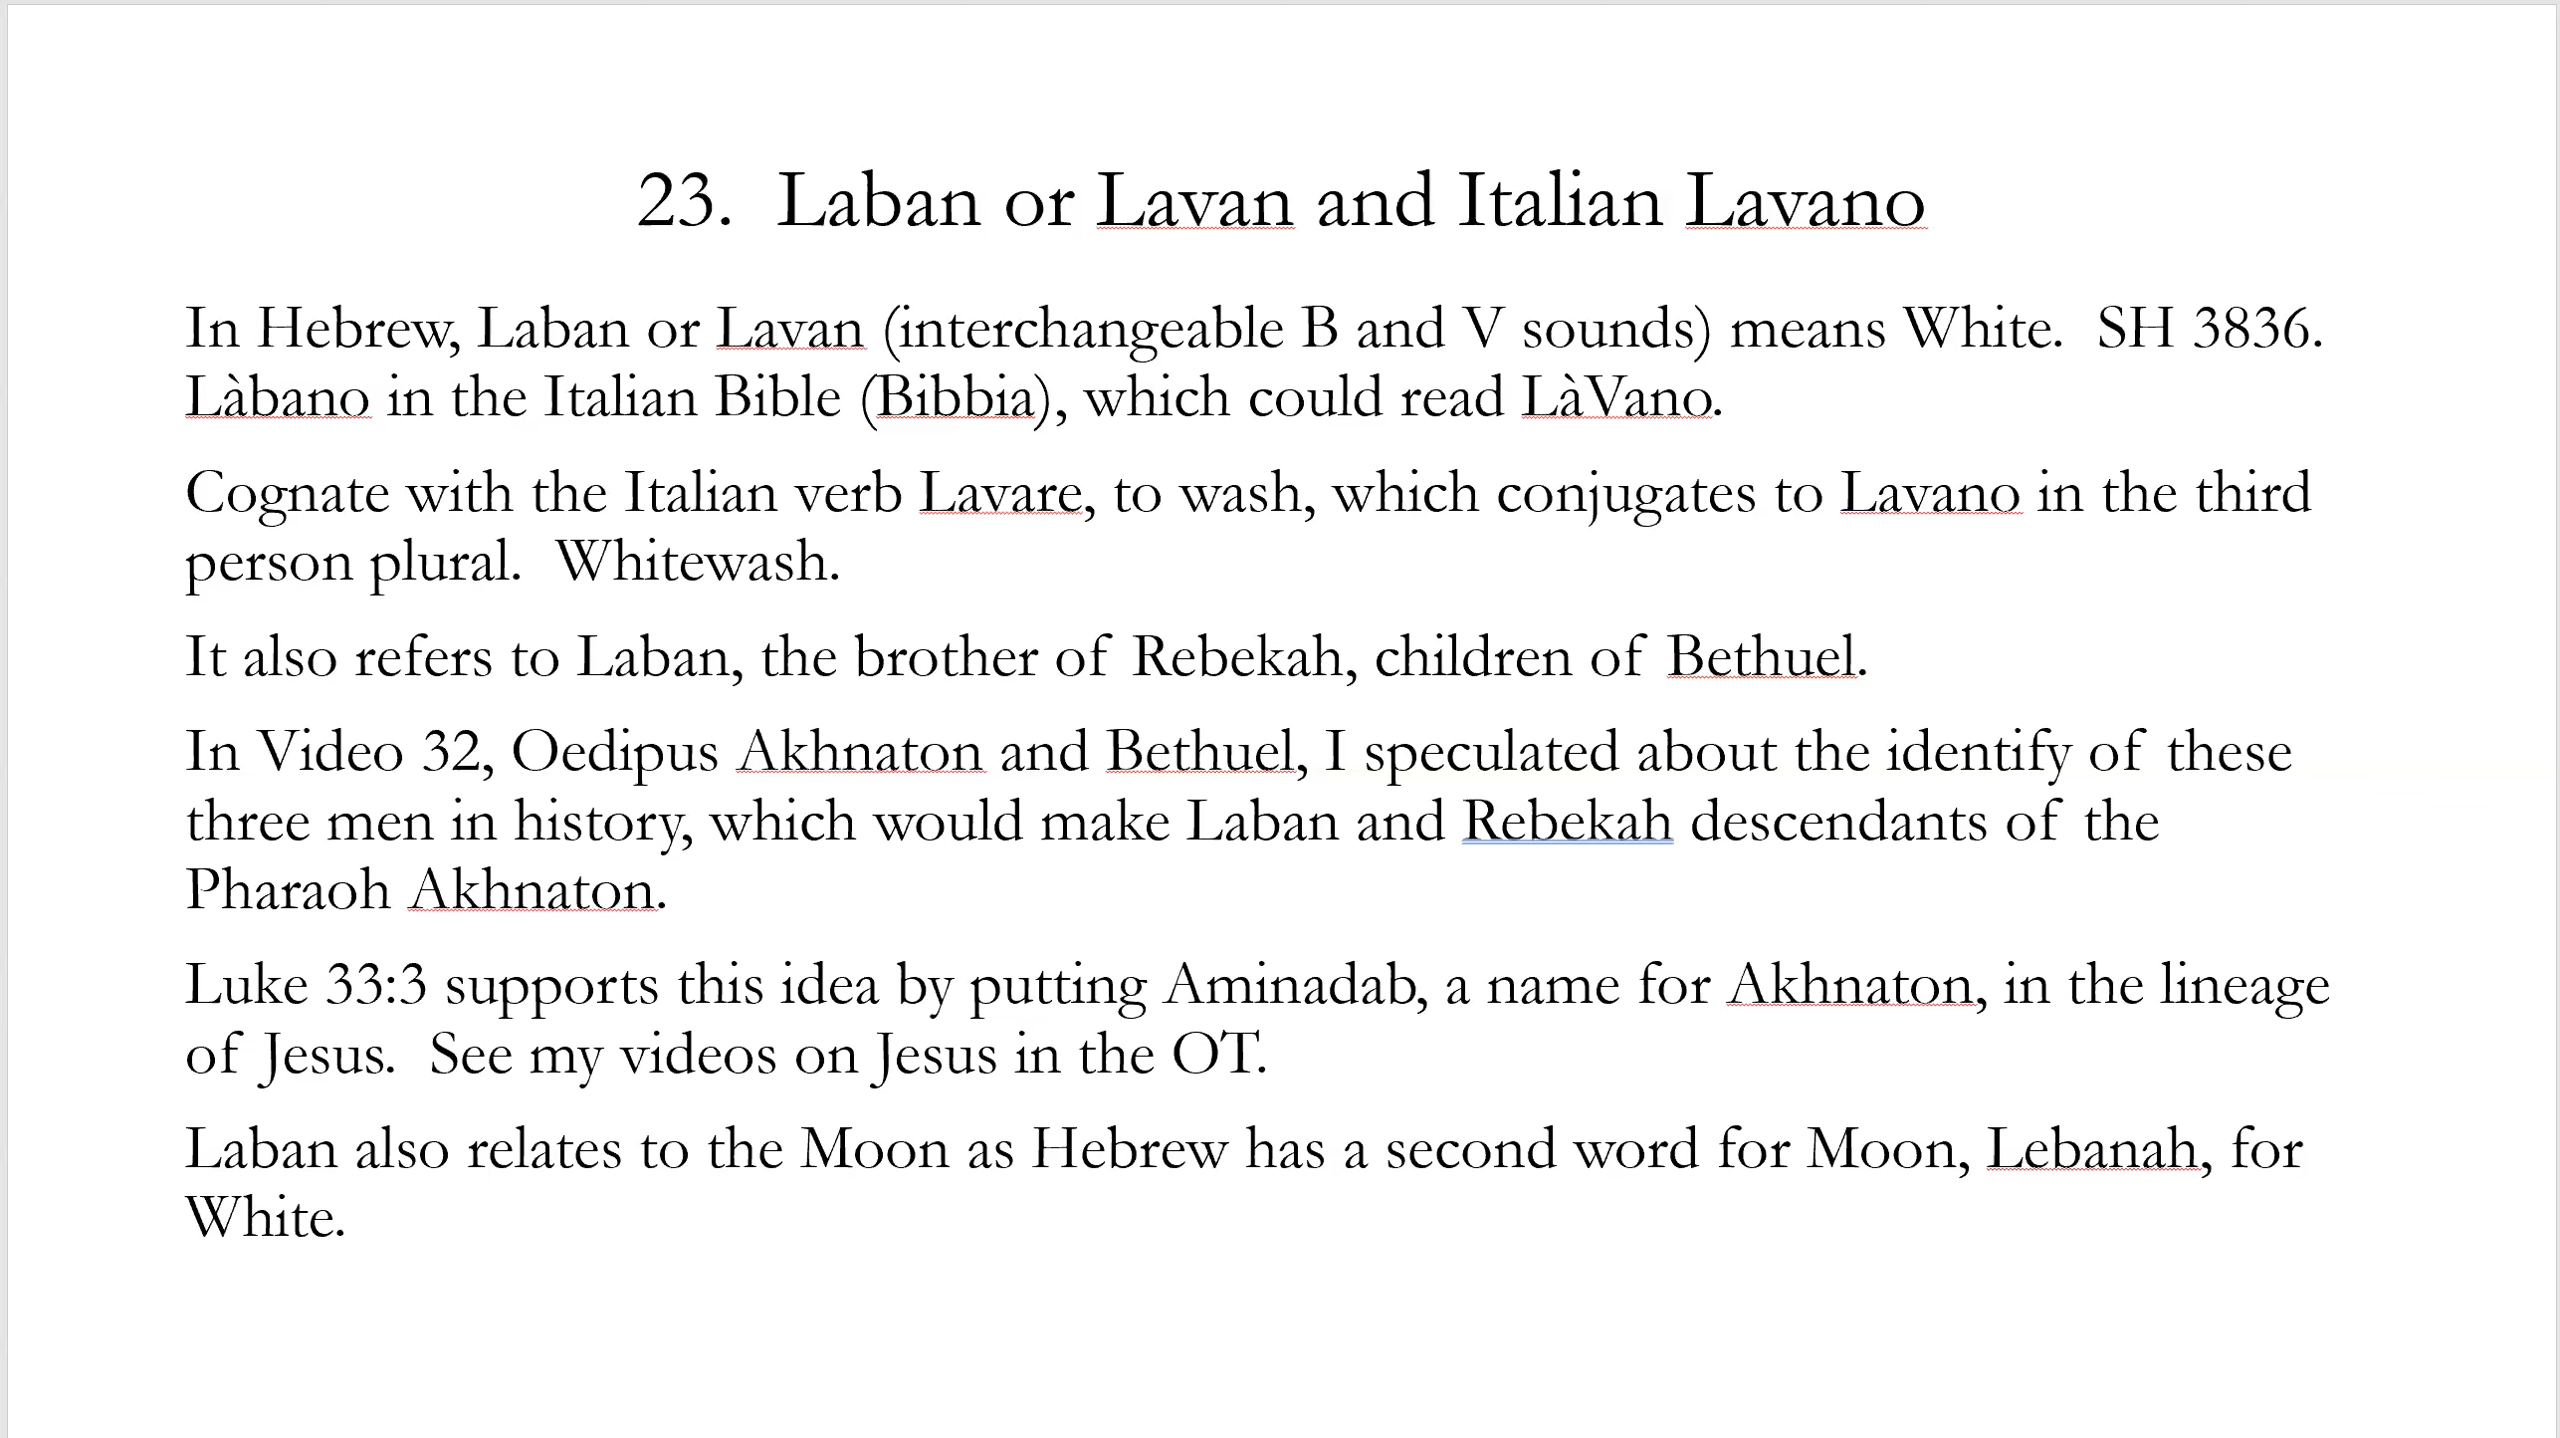 23.  Laban or Lavan and Italian Lavano
In Hebrew, Laban or Lavan (interchangeable B and V sounds) means White.  SH 3836.
Làbano in the Italian Bible (Bibbia), which could read LàVano.
Cognate with the Italian verb Lavare, to wash, which conjugates to Lavano in the third
person plural.  Whitewash.
It also refers to Laban, the brother of Rebekah, children of Bethuel.
In Video 32, Oedipus Akhnaton and Bethuel, I speculated about the identify of these
three men in history, which would make Laban and Rebekah descendants of the
Pharaoh Akhnaton.
Luke 33:3 supports this idea by putting Aminadab, a name for Akhnaton, in the lineage
of Jesus.  See my videos on Jesus in the OT.
Laban also relates to the Moon as Hebrew has a second word for Moon, Lebanah, for
White.